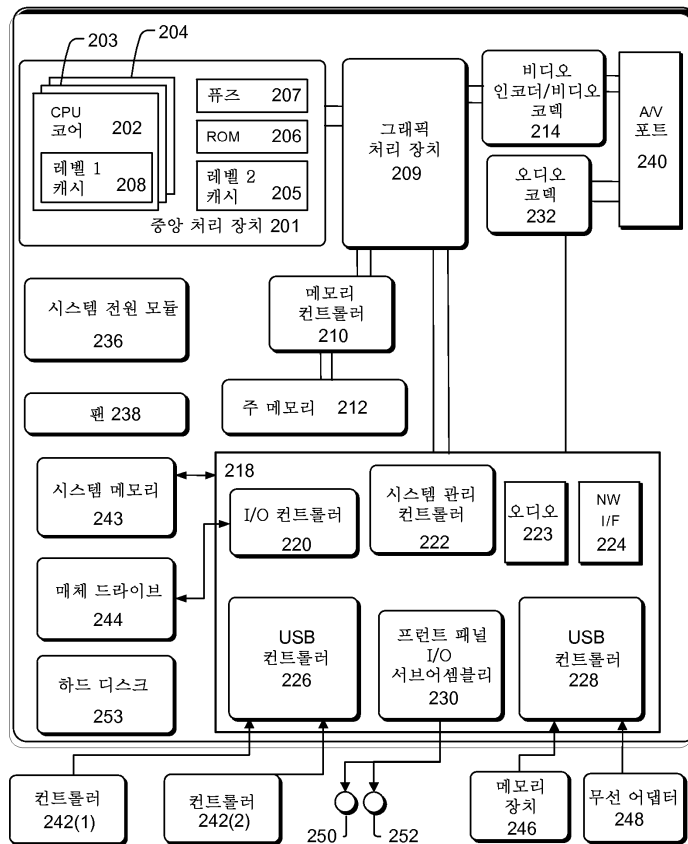 203
204
CPU
코어
202
레벨 1
캐시
208
퓨즈 207
ROM 206
레벨 2
캐시
205
중앙 처리 장치 201
그래픽
처리 장치
209
비디오
인코더/비디오
코덱
214
오디오
코덱
232
A/V
포트
240
시스템 전원 모듈
236
메모리
컨트롤러
210
팬 238
주 메모리 212
시스템 메모리
243
218
I/O 컨트롤러
220
시스템 관리
컨트롤러
222
오디오
223
NW
I/F
224
매체 드라이브
244
USB
컨트롤러
226
프런트 패널
I/O
서브어셈블리
230
USB
컨트롤러
228
하드 디스크
253
컨트롤러
242(1)
컨트롤러
242(2)
250
252
메모리
장치
246
무선 어댑터
248